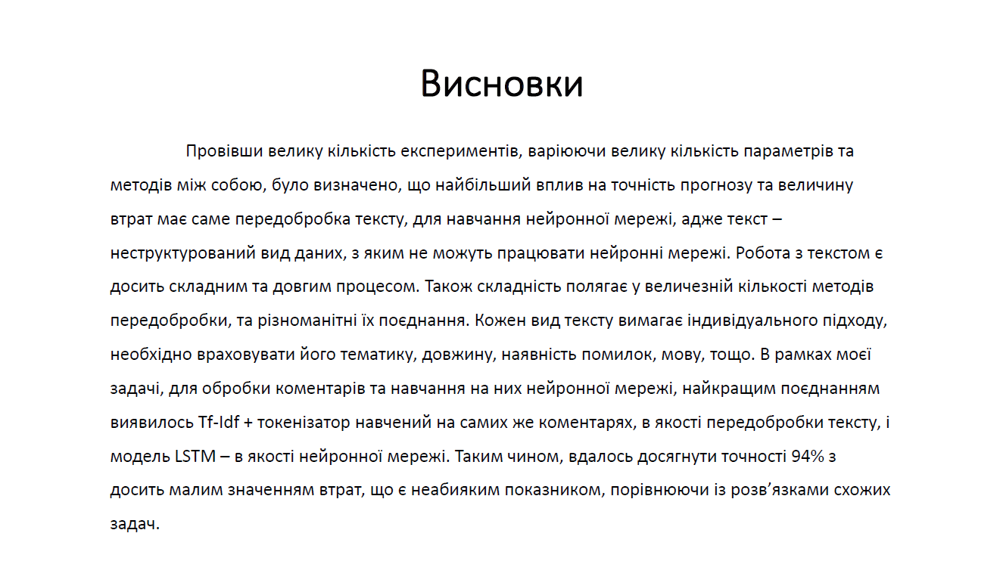 Висновки
Провівши велику кількість експериментів, варіюючи велику кількість параметрів та
методів між собою, було визначено, що найбільший вплив на точність прогнозу та величину
втрат має саме передобробка тексту, для навчання нейронної мережі, адже текст –
неструктурований вид даних, з яким не можуть працювати нейронні мережі. Робота з текстом є
досить складним та довгим процесом. Також складність полягає у величезній кількості методів
передобробки, та різноманітні їх поєднання. Кожен вид тексту вимагає індивідуального підходу,
необхідно враховувати його тематику, довжину, наявність помилок, мову, тощо. В рамках моєї
задачі, для обробки коментарів та навчання на них нейронної мережі, найкращим поєднанням
виявилось Tf-Idf + токенізатор навчений на самих же коментарях, в якості передобробки тексту, і
модель LSTM – в якості нейронної мережі. Таким чином, вдалось досягнути точності 94% з
досить малим значенням втрат, що є неабияким показником, порівнюючи із розв’язками схожих
задач.